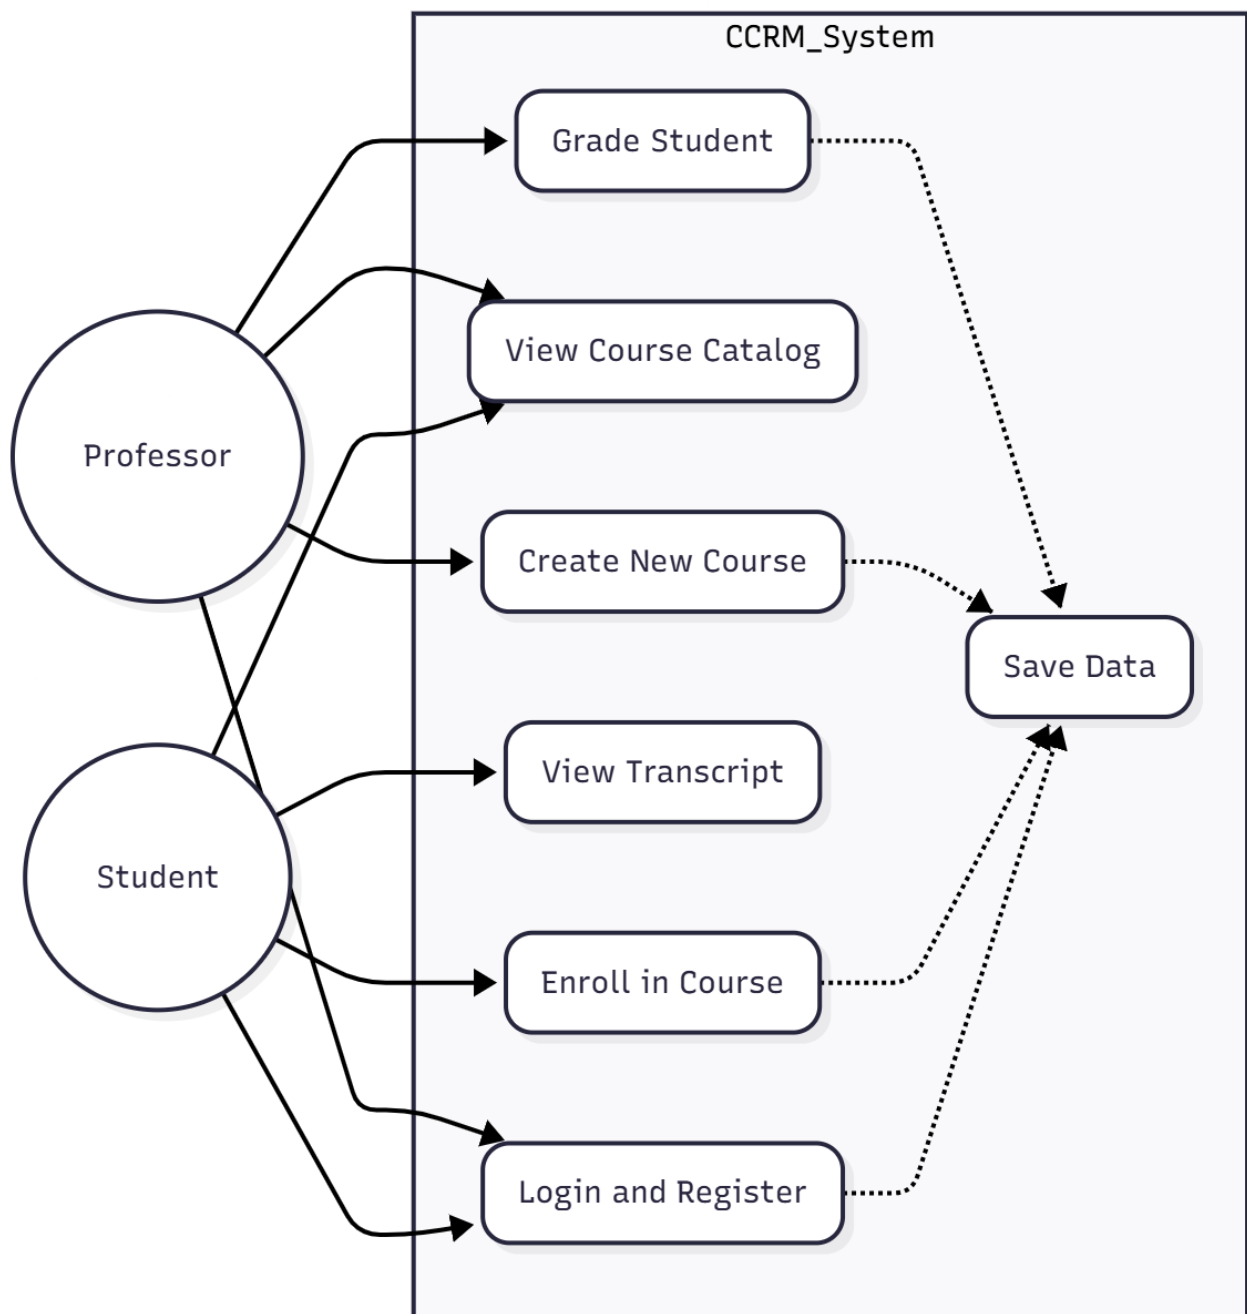 CCRM_System
Grade Student
View Course Catalog
Professor
Create New Course
Save Data
View Transcript
Student
Enroll in Course
Login and Register